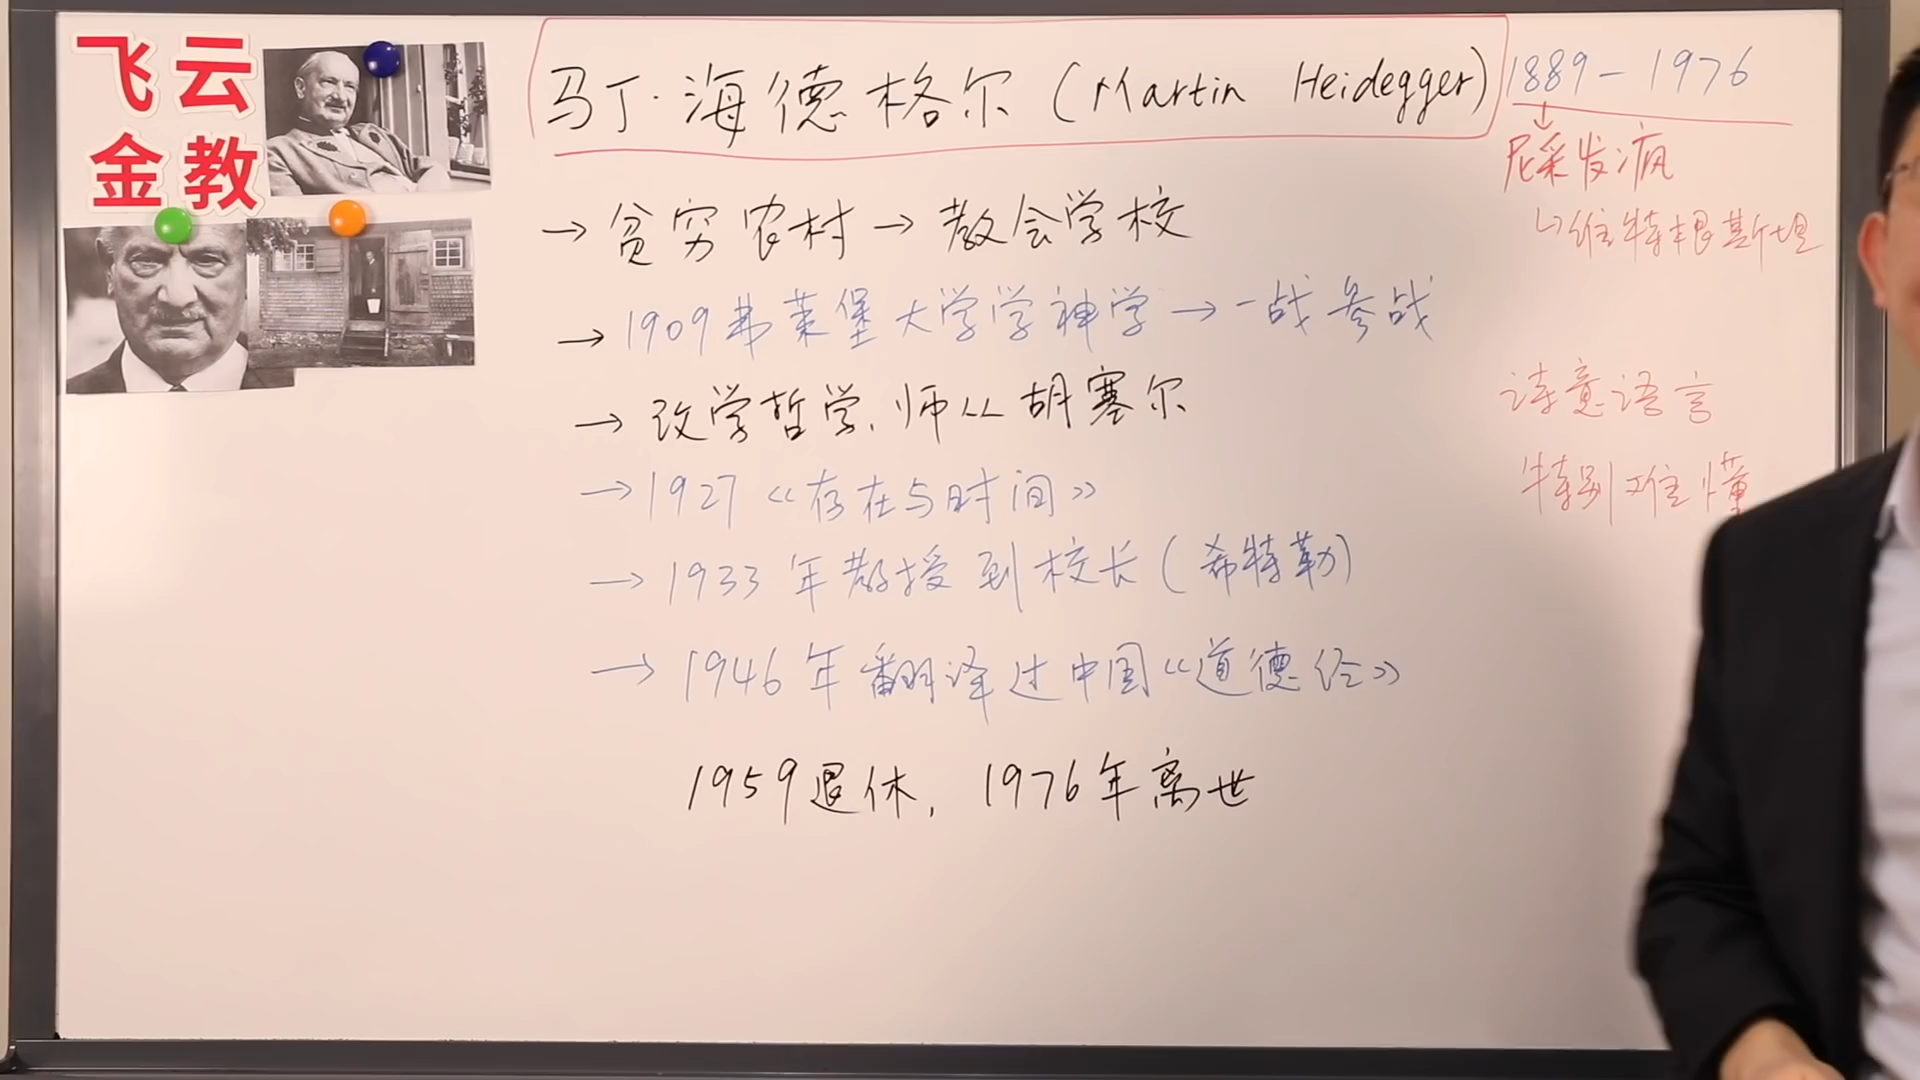 飞云
金教
马丁·海德格尔(Martin Heidegger) 1889-1976
↓
尼采发疯
↳维特根斯坦
→贫穷农村→教会学校
→1909弗莱堡大学学神学→一战参战
→改学哲学,师从胡塞尔
→1927《存在与时间》
→1933年教授到校长(希特勒)
→1946年翻译过中国《道德经》
1959退休,1976年离世
诗意语言
特别难懂